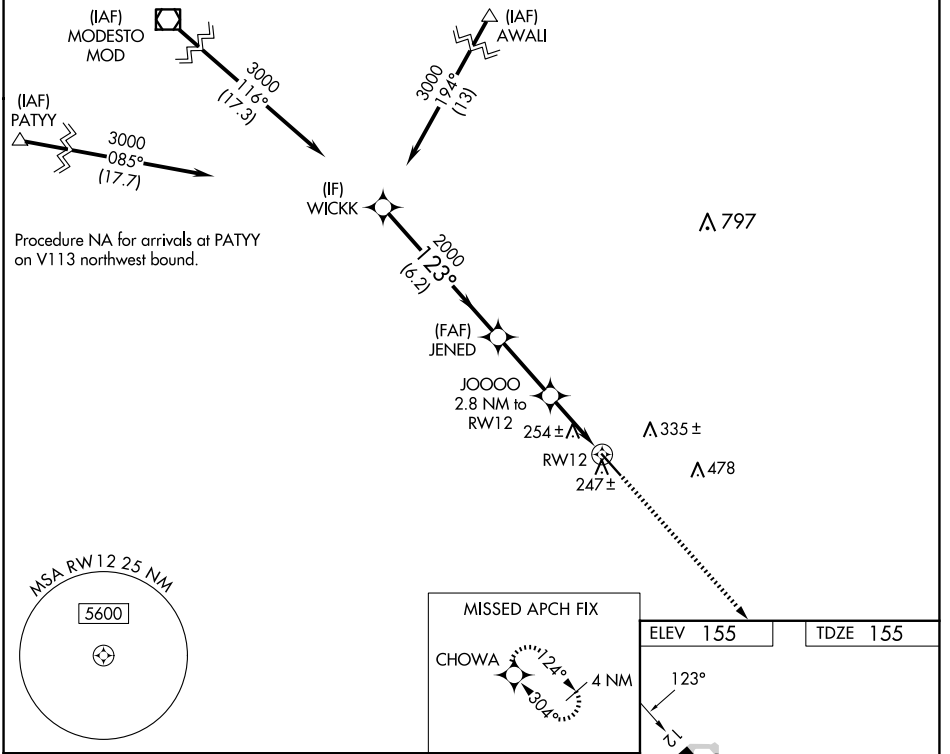 (IAF)
MODESTO
MOD
3000
116°
(17.3)
(IAF)
AWALI
3000
194°
(13)
(IAF)
PATYY
3000
085°
(17.7)
(IF)
WICKK
Procedure NA for arrivals at PATYY
on V113 northwest bound.
797
2000
123°
(6.2)
(FAF)
JENED
JOOOO
2.8 NM to
RW12
254±
335±
RW12
478
247±
MSA RW12 25 NM
5600
MISSED APCH FIX
CHOWA
124°
304°
4 NM
ELEV 155
TDZE 155
123°
12